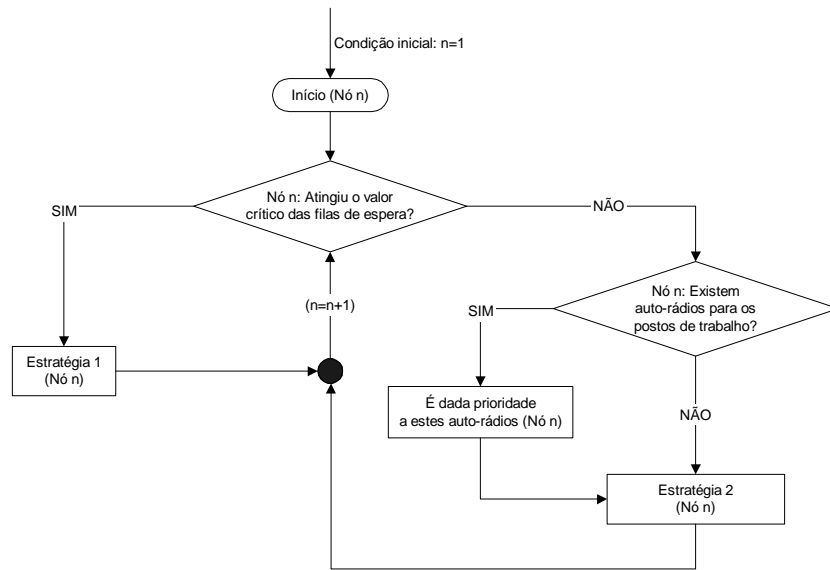 Condição inicial: n=1
Início (Nó n)
Nó n: Atingiu o valor
crítico das filas de espera?
SIM
NÃO
(n=n+1)
Nó n: Existem
auto-rádios para os
postos de trabalho?
SIM
Estratégia 1
(Nó n)
É dada prioridade
a estes auto-rádios (Nó n)
NÃO
Estratégia 2
(Nó n)